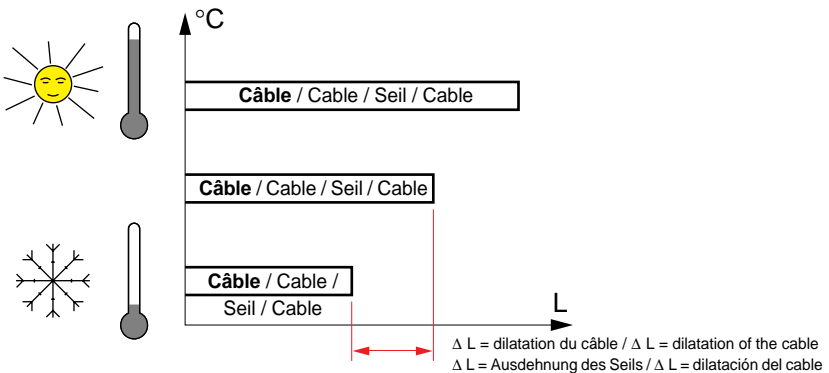 °C
Câble / Cable / Seil / Cable
Câble / Cable / Seil / Cable
Câble / Cable /
Seil / Cable
L
Δ L = dilatation du câble / Δ L = dilatation of the cable
Δ L = Ausdehnung des Seils / Δ L = dilatación del cable